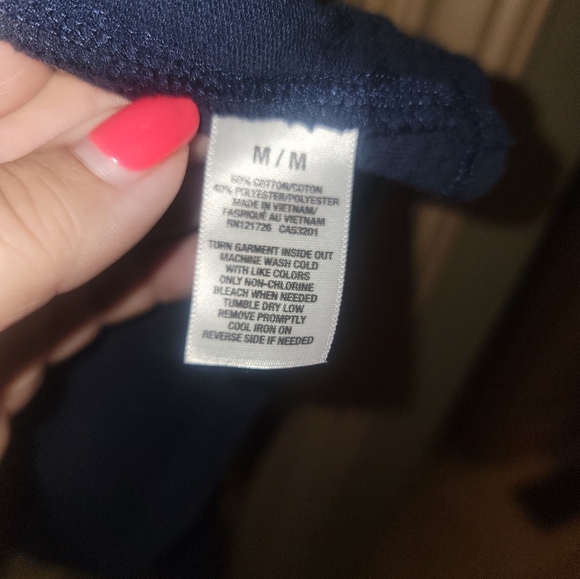 M / M
60% COTTON/COTON
40% POLYESTER/POLYESTER
MADE IN VIETNAM/
FABRIQUÉ AU VIETNAM
RN121726 CA53201
TURN GARMENT INSIDE OUT
MACHINE WASH COLD
WITH LIKE COLORS
ONLY NON-CHLORINE
BLEACH WHEN NEEDED
TUMBLE DRY LOW
REMOVE PROMPTLY
COOL IRON ON
REVERSE SIDE IF NEEDED